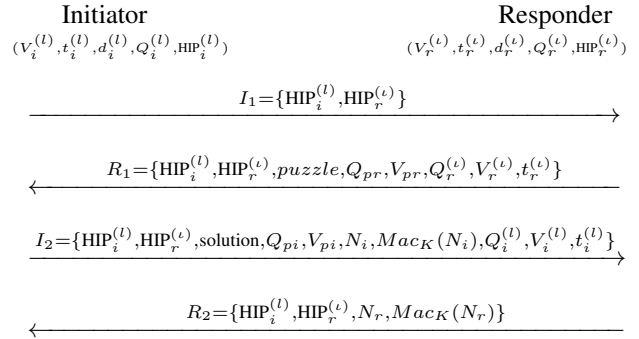 Initiator Responder
(V_i^{(l)},t_i^{(l)},d_i^{(l)},Q_i^{(l)},HIP_i^{(l)}) (V_r^{(ι)},t_r^{(ι)},d_r^{(ι)},Q_r^{(ι)},HIP_r^{(ι)})
I_1={HIP_i^{(l)},HIP_r^{(ι)}}
R_1={HIP_i^{(l)},HIP_r^{(ι)},puzzle,Q_{pr},V_{pr},Q_r^{(ι)},V_r^{(ι)},t_r^{(ι)}}
I_2={HIP_i^{(l)},HIP_r^{(ι)},solution,Q_{pi},V_{pi},N_i,Mac_K(N_i),Q_i^{(l)},V_i^{(l)},t_i^{(l)}}
R_2={HIP_i^{(l)},HIP_r^{(ι)},N_r,Mac_K(N_r)}